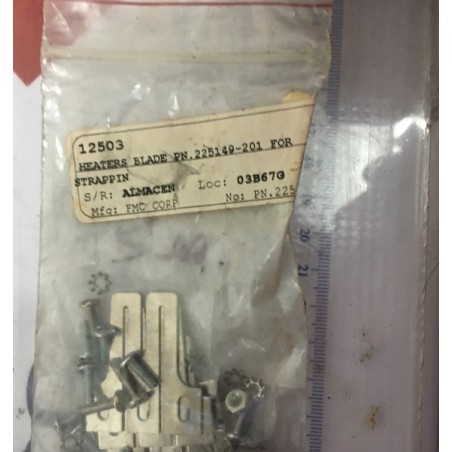 12503
HEATERS BLADE PN.225149-201 FOR
STRAPPIN
S/R: ALMACEN Loc: 03B67G
Mfg: FMC CORP No: PN.225
19
20
21